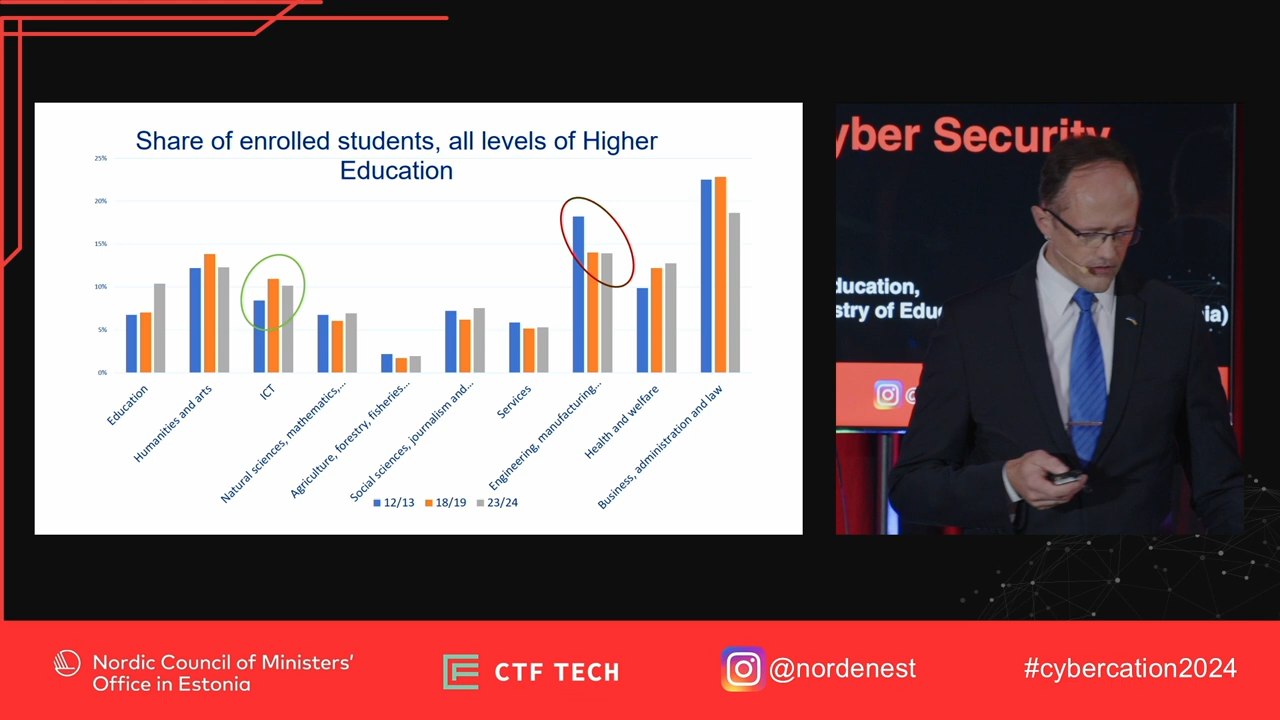 Share of enrolled students, all levels of Higher
Education
25%
20%
15%
10%
5%
0%
Education
Humanities and arts
ICT
Natural sciences, mathematics,...
Agriculture, forestry, fisheries...
Social sciences, journalism and...
Services
Engineering, manufacturing...
Health and welfare
Business, administration and law
12/13
18/19
23/24
yber Security
ducation,
stry of Edu
ia)
@
Nordic Council of Ministers'
Office in Estonia
CTF TECH
@nordenest
#cybercation2024